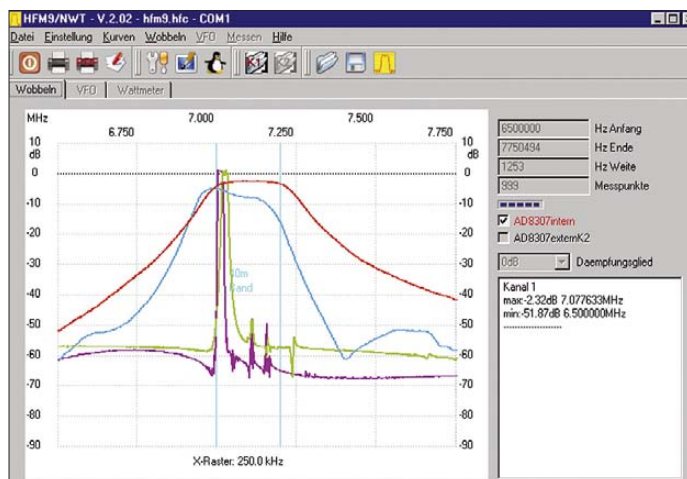 HFM9/NWT - V.2.02 - hfm9.hfc - COM1
Datei Einstellung Kurven Wobbeln VFO Messen Hilfe
K1 K2
Wobbeln VFO Wattmeter
MHz 7.000 7.500
6.750 7.250 7.750
10 10
dB dB
0 0
-10 -10
-20 -20
-30 -30
-40 -40
-50 -50
-60 -60
-70 -70
-80 -80
-90 -90
40m
Band
X-Raster: 250.0 kHz
6500000 Hz Anfang
7750494 Hz Ende
1253 Hz Weite
999 Messpunkte
AD8307intern
AD8307externK2
0dB Daempfungsglied
Kanal 1
max:-2.32dB 7.077633MHz
min:-51.87dB 6.500000MHz
---------------------